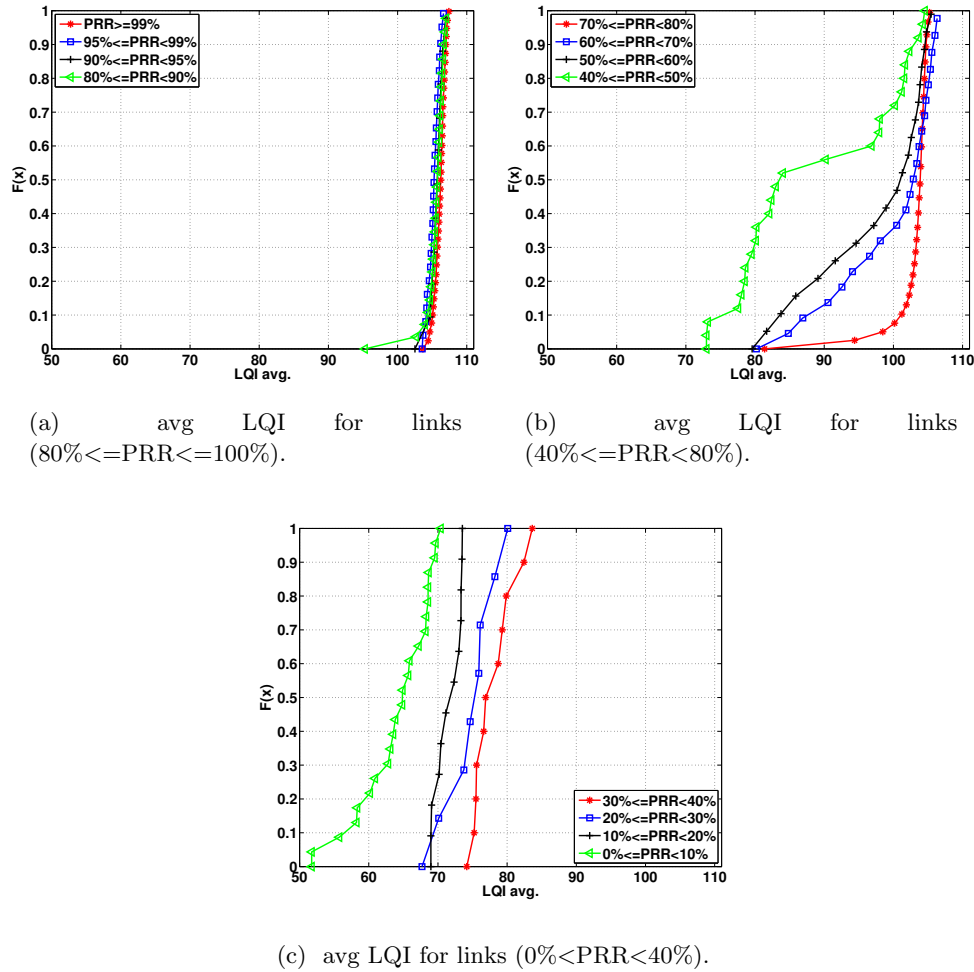 1
0.9
0.8
0.7
0.6
0.5
0.4
0.3
0.2
0.1
0
F(x)
PRR>=99%
95%<=PRR<99%
90%<=PRR<95%
80%<=PRR<90%
50 60 70 80 90 100 110
LQI avg.
(a) avg LQI for links
(80%<=PRR<=100%).
1
0.9
0.8
0.7
0.6
0.5
0.4
0.3
0.2
0.1
0
F(x)
70%<=PRR<80%
60%<=PRR<70%
50%<=PRR<60%
40%<=PRR<50%
50 60 70 80 90 100 110
LQI avg.
(b) avg LQI for links
(40%<=PRR<80%).
1
0.9
0.8
0.7
0.6
0.5
0.4
0.3
0.2
0.1
0
F(x)
30%<=PRR<40%
20%<=PRR<30%
10%<=PRR<20%
0%<=PRR<10%
50 60 70 80 90 100 110
LQI avg.
(c) avg LQI for links (0%<PRR<40%).